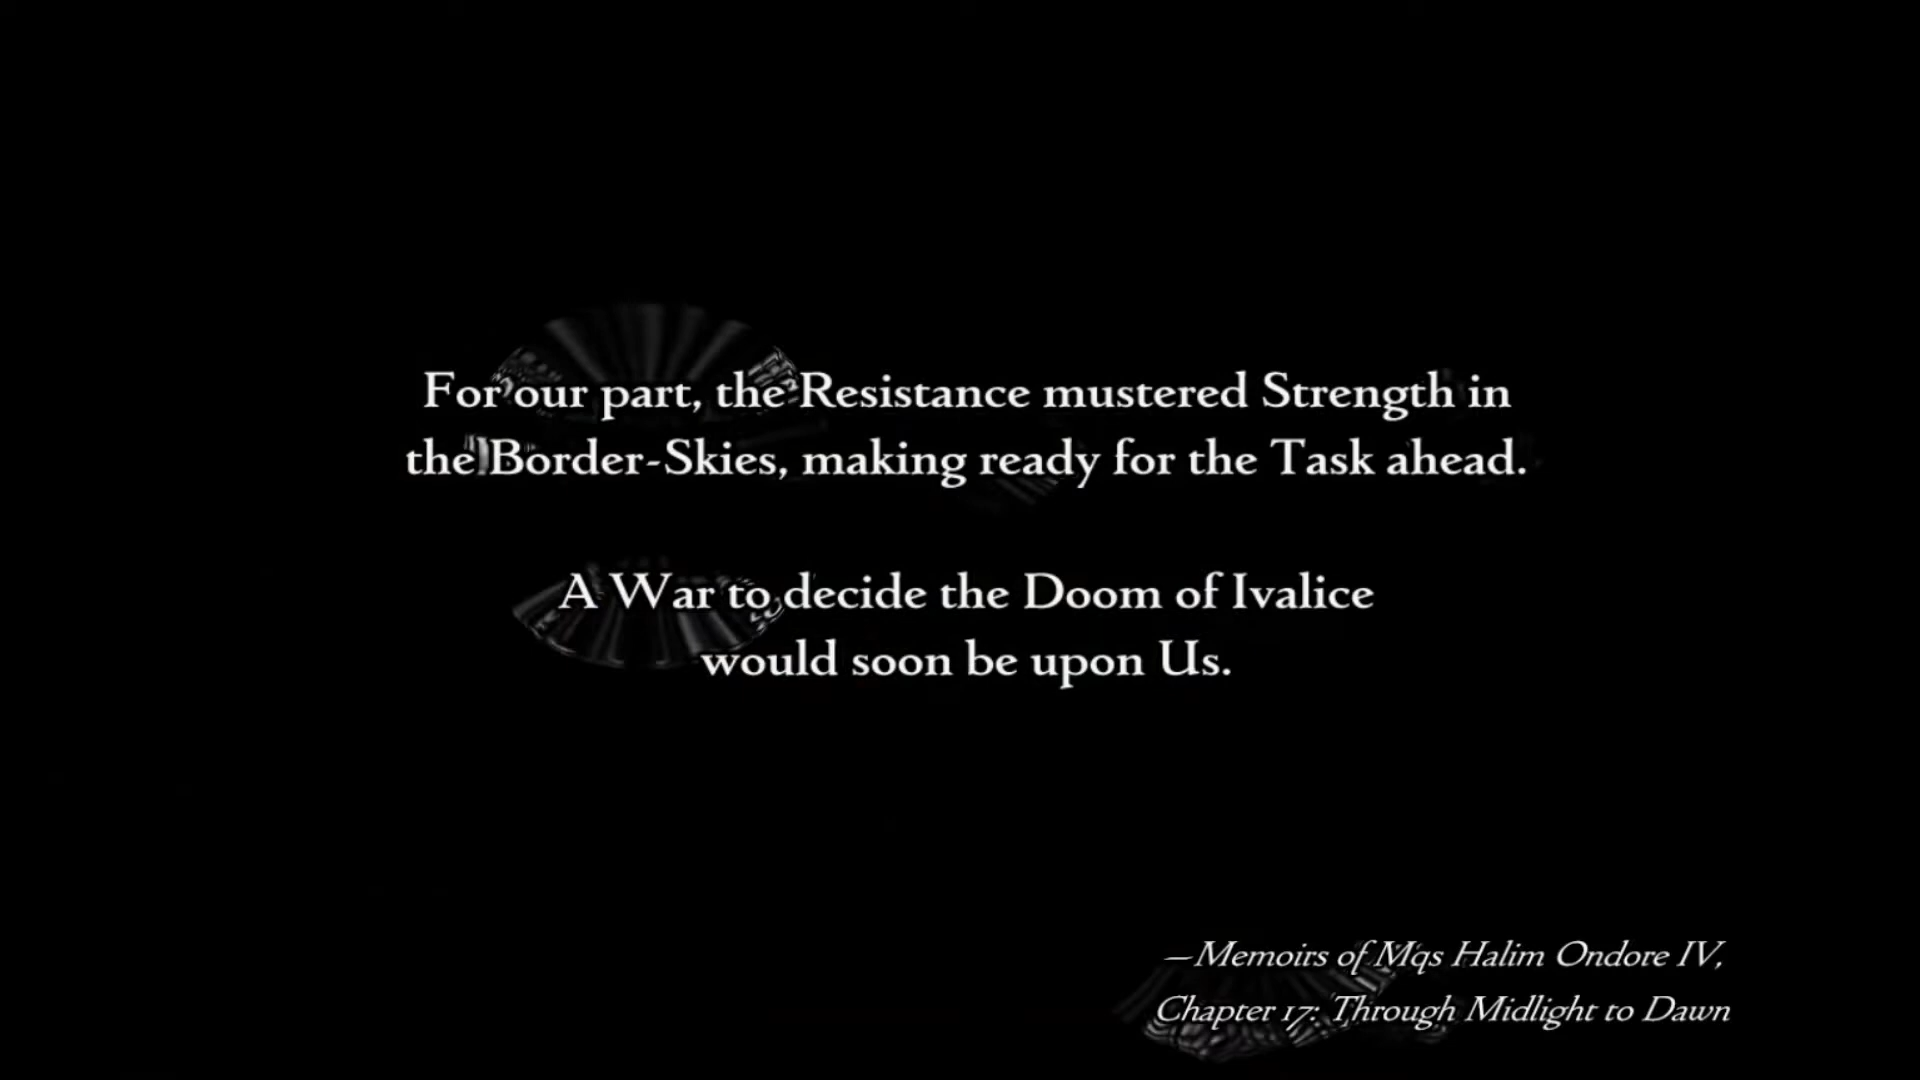 For our part, the Resistance mustered Strength in
the Border-Skies, making ready for the Task ahead.
A War to decide the Doom of Ivalice
would soon be upon Us.
—Memoirs of Mqs Halim Ondore IV,
Chapter 17: Through Midlight to Dawn